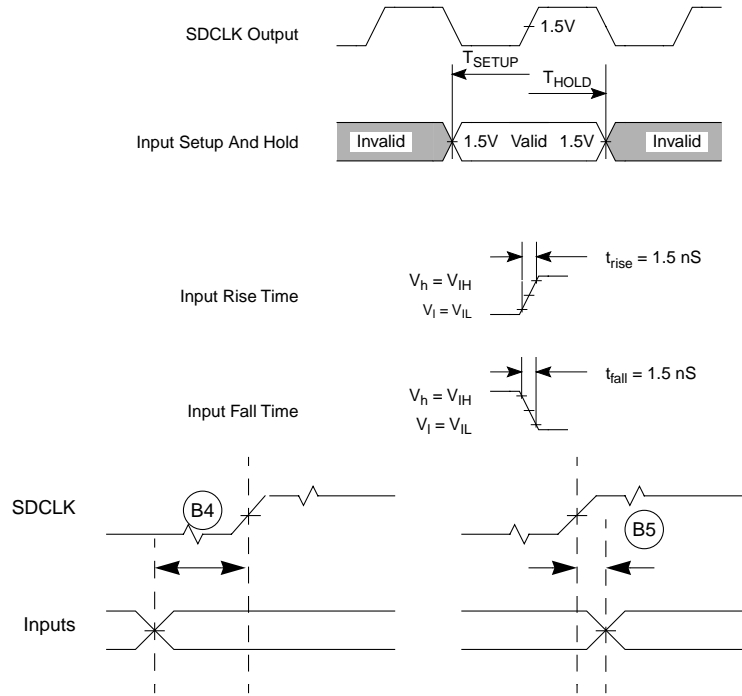 SDCLK Output
1.5V
TSETUP
THOLD
Input Setup And Hold
Invalid
1.5V Valid 1.5V
Invalid
trise = 1.5 nS
Vh = VIH
Input Rise Time
Vl = VIL
tfall = 1.5 nS
Vh = VIH
Input Fall Time
Vl = VIL
SDCLK
B4
B5
Inputs